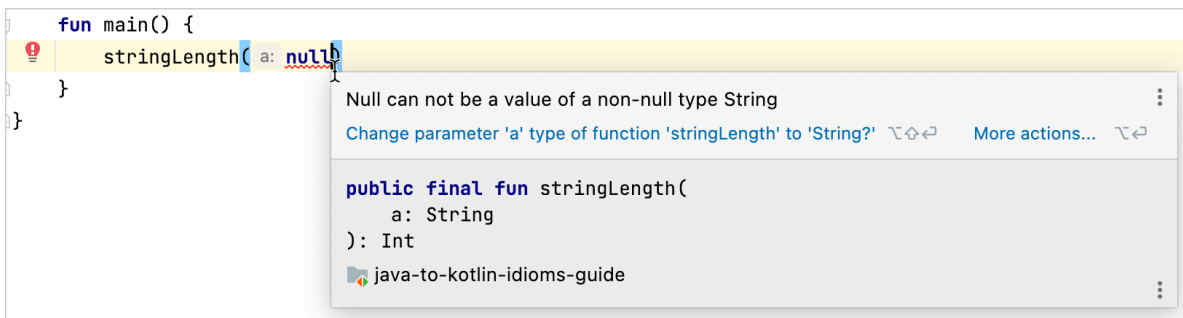 fun main() {
stringLength( a: null)
}
}
Null can not be a value of a non-null type String
Change parameter 'a' type of function 'stringLength' to 'String?' ⌥⇧⏎ More actions... ⌥⏎
public final fun stringLength(
a: String
): Int
java-to-kotlin-idioms-guide